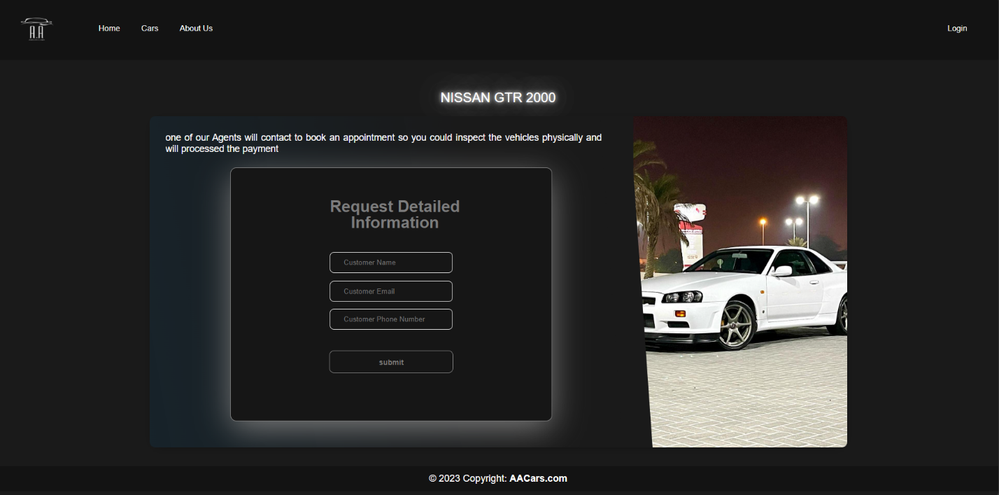 A.A
Home Cars About Us Login
NISSAN GTR 2000
one of our Agents will contact to book an appointment so you could inspect the vehicles physically and
will processed the payment
Request Detailed
Information
Customer Name
Customer Email
Customer Phone Number
submit
© 2023 Copyright: AACars.com